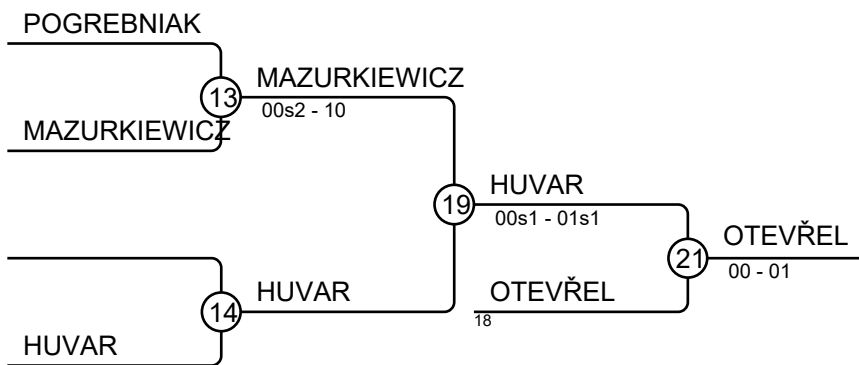 POGREBNIAK
13
MAZURKIEWICZ
00s2 - 10
MAZURKIEWICZ
19
HUVAR
00s1 - 01s1
21
OTEVŘEL
00 - 01
14
HUVAR
OTEVŘEL
18
HUVAR